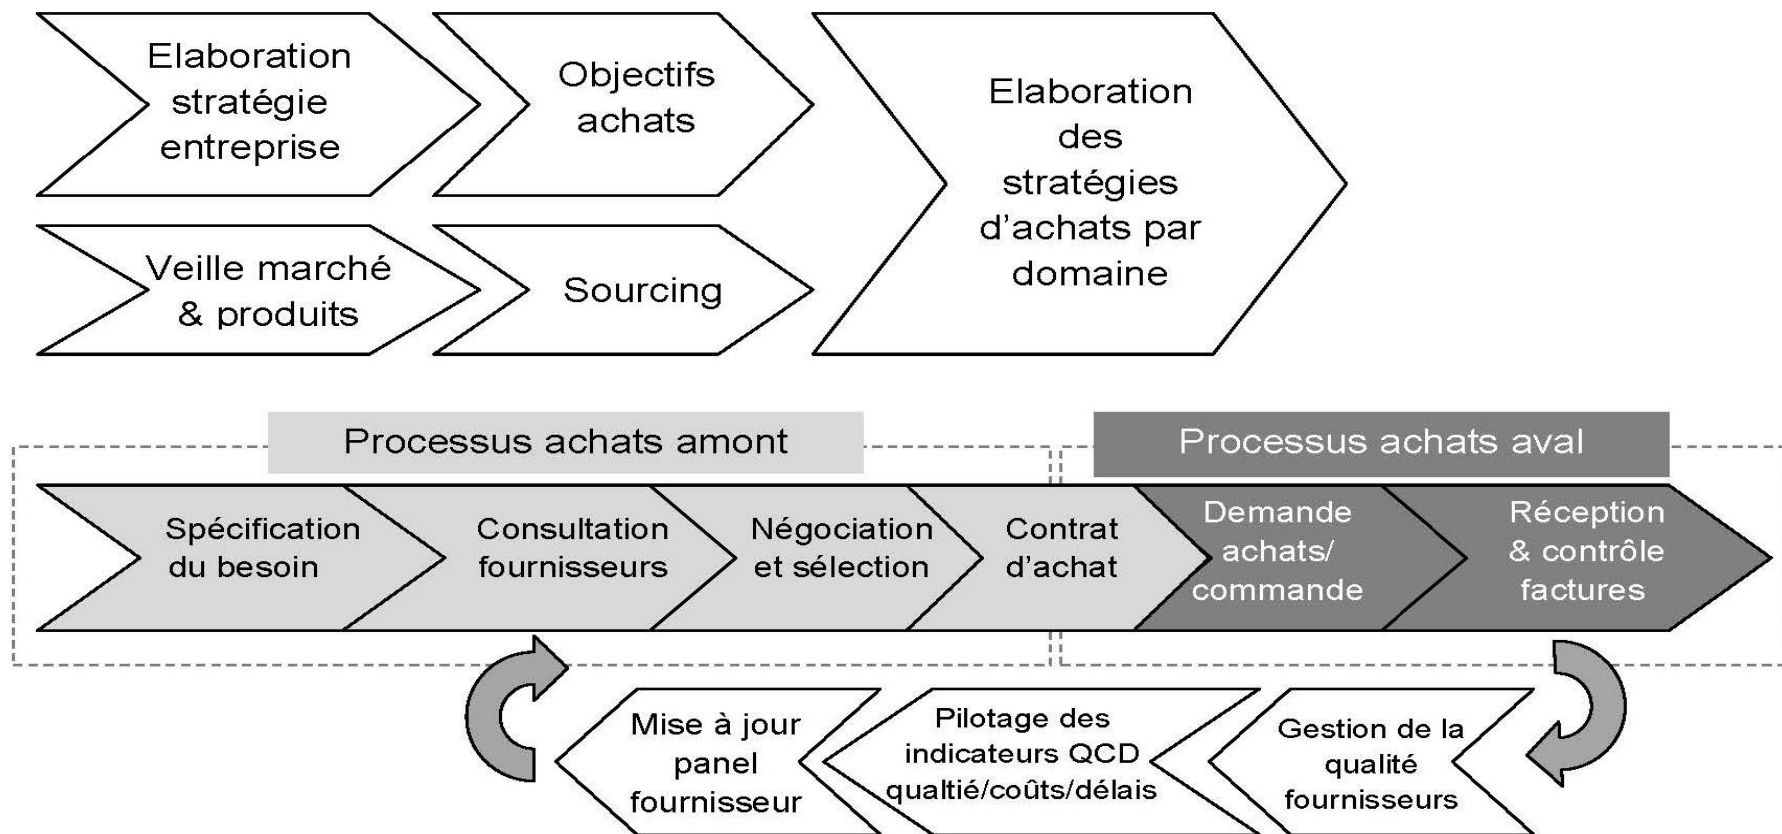 Elaboration
stratégie
entreprise
Objectifs
achats
Elaboration
des
stratégies
d'achats par
domaine
Veille marché
& produits
Sourcing
Processus achats amont
Processus achats aval
Spécification
du besoin
Consultation
fournisseurs
Négociation
et sélection
Contrat
d'achat
Demande
achats/
commande
Réception
& contrôle
factures
Mise à jour
panel
fournisseur
Pilotage des
indicateurs QCD
qualtié/coûts/délais
Gestion de la
qualité
fournisseurs